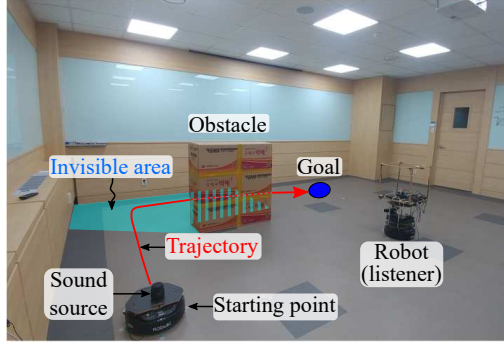 Obstacle
Invisible area
Goal
Trajectory
Robot
(listener)
Sound
source
Starting point